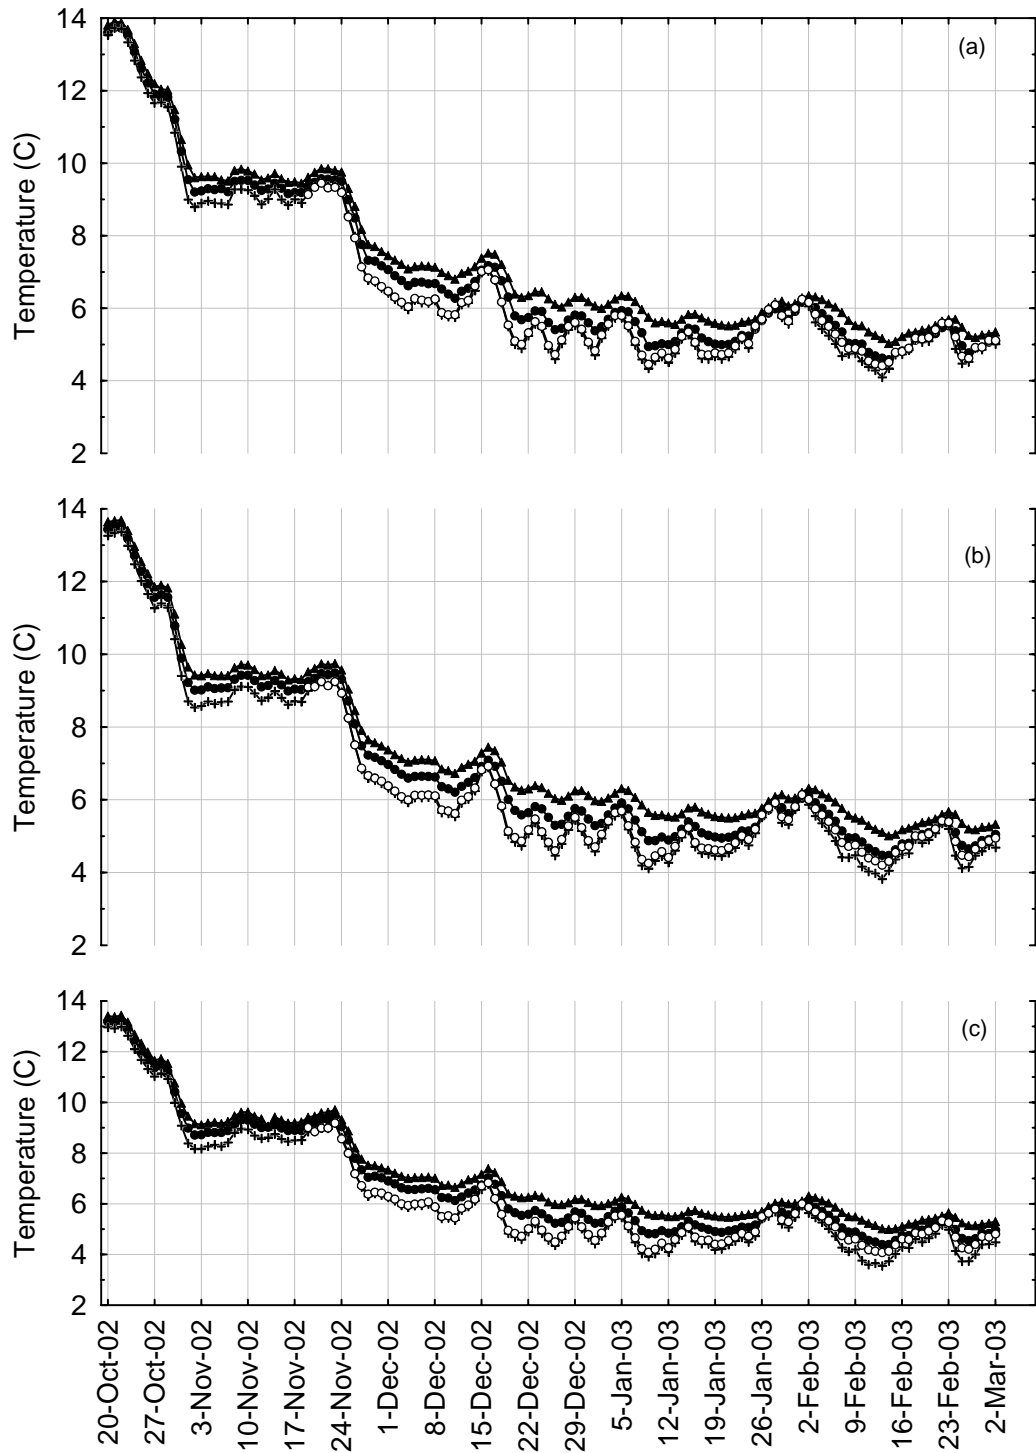 14
12
10
8
6
4
2
Temperature (C)
(a)
14
12
10
8
6
4
2
Temperature (C)
(b)
14
12
10
8
6
4
2
Temperature (C)
(c)
20-Oct-02
27-Oct-02
3-Nov-02
10-Nov-02
17-Nov-02
24-Nov-02
1-Dec-02
8-Dec-02
15-Dec-02
22-Dec-02
29-Dec-02
5-Jan-03
12-Jan-03
19-Jan-03
26-Jan-03
2-Feb-03
9-Feb-03
16-Feb-03
23-Feb-03
2-Mar-03